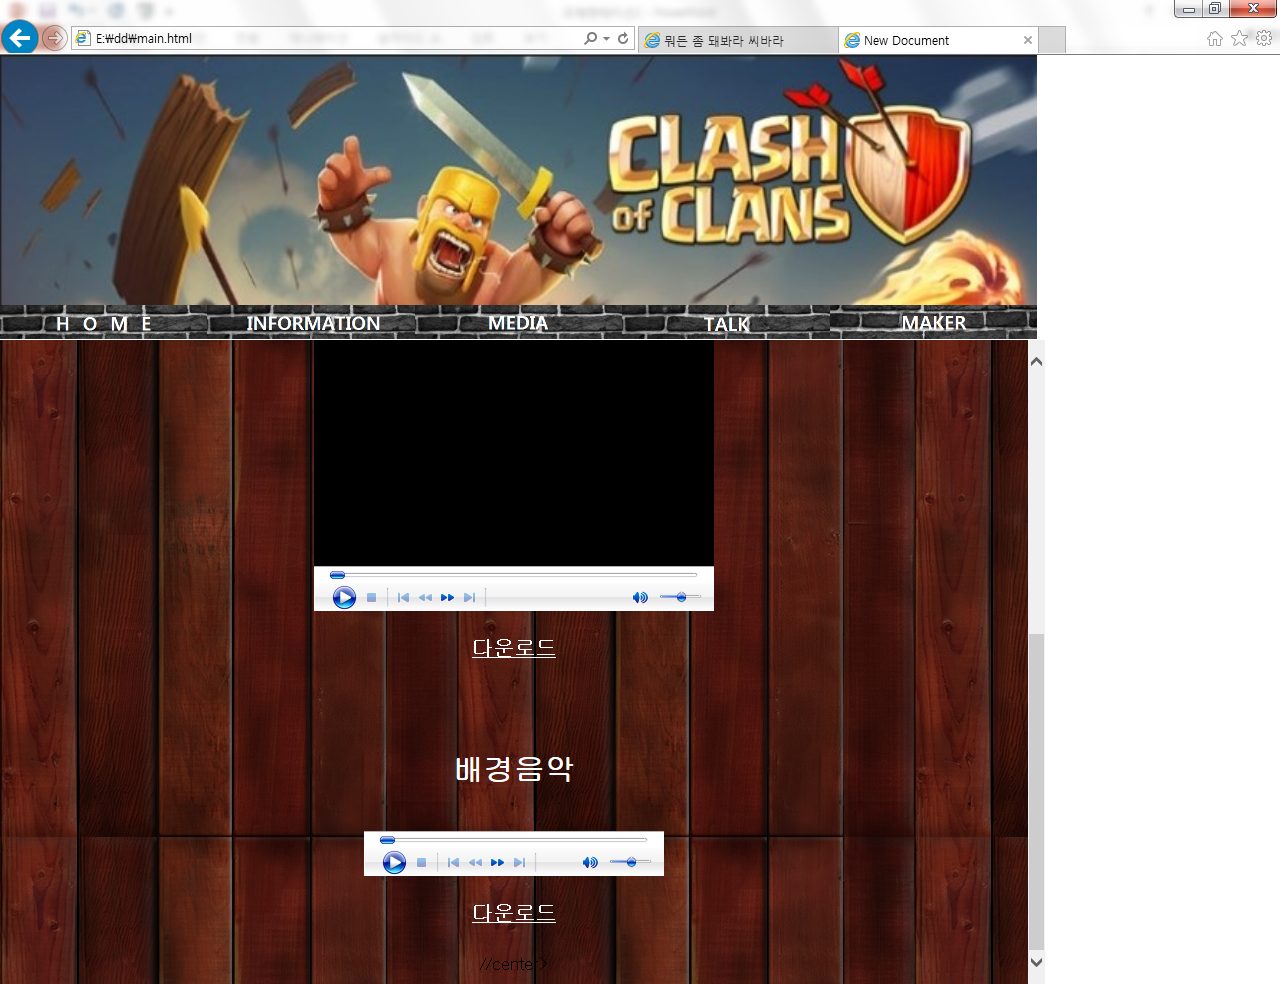 E:₩dd₩main.html
뭐든 좀 돼봐라 씨바라
New Document
CLASH
OF CLANS
H O M E
INFORMATION
MEDIA
TALK
MAKER
다운로드
배경음악
다운로드
//center>